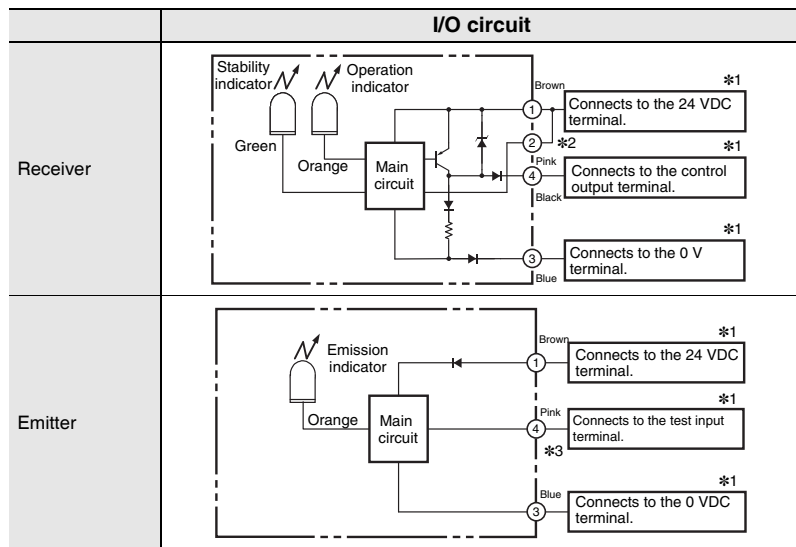 I/O circuit
Receiver
Stability
indicator
Operation
indicator
Green
Orange
Main
circuit
Brown
1
2
*2
Pink
4
Black
3
Blue
*1
Connects to the 24 VDC
terminal.
*1
Connects to the control
output terminal.
*1
Connects to the 0 V
terminal.
Emitter
Emission
indicator
Orange
Main
circuit
Brown
1
Pink
4
*3
Blue
3
*1
Connects to the 24 VDC
terminal.
*1
Connects to the test input
terminal.
*1
Connects to the 0 VDC
terminal.